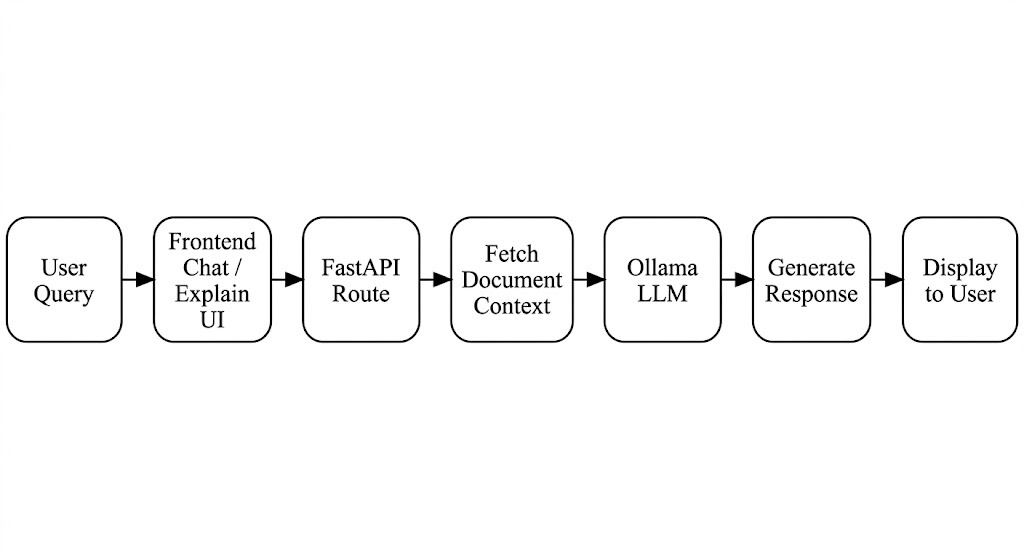 User
Query
Frontend
Chat /
Explain
UI
FastAPI
Route
Fetch
Document
Context
Ollama
LLM
Generate
Response
Display
to User